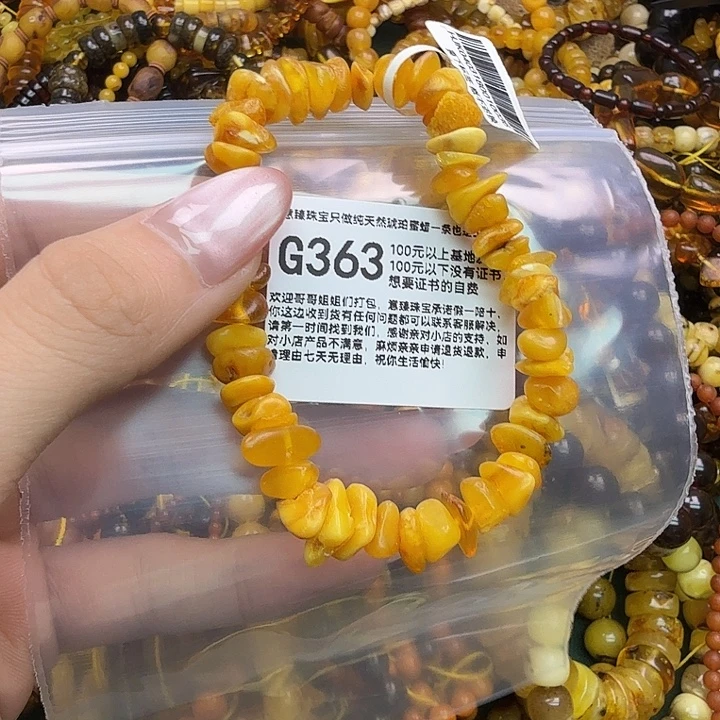 臻珠宝只做纯天然琥珀蜜蜡一条也
G363
100元以上基地
100元以下没有证书
想要证书的自费
欢迎哥哥姐姐们打包，意臻珠宝承诺假一陪十，
你这边收到货有任何问题都可以联系客服解决，
请第一时间找到我们，感谢亲对小店的支持，如
对小店产品不满意，麻烦亲亲申请退货退款，申
请理由七天无理由，祝你生活愉快！